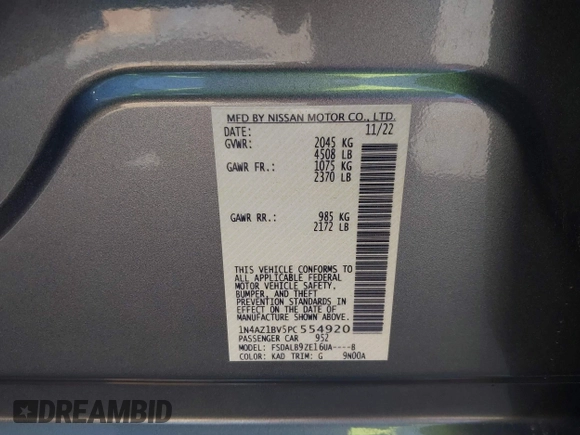 MFD BY NISSAN MOTOR CO., LTD.
DATE: 11/22
GVWR: 2045 KG
4508 LB
GAWR FR.: 1075 KG
2370 LB
GAWR RR.: 985 KG
2172 LB
THIS VEHICLE CONFORMS TO
ALL APPLICABLE FEDERAL
MOTOR VEHICLE SAFETY,
BUMPER, AND THEFT
PREVENTION STANDARDS IN
EFFECT ON THE DATE OF
MANUFACTURE SHOWN ABOVE.
1N4AZ1BV5PC554920
PASSENGER CAR 952
MODEL: FSDALB9ZE16UA----B
COLOR: KAD TRIM: G 9N00A
DREAMBID